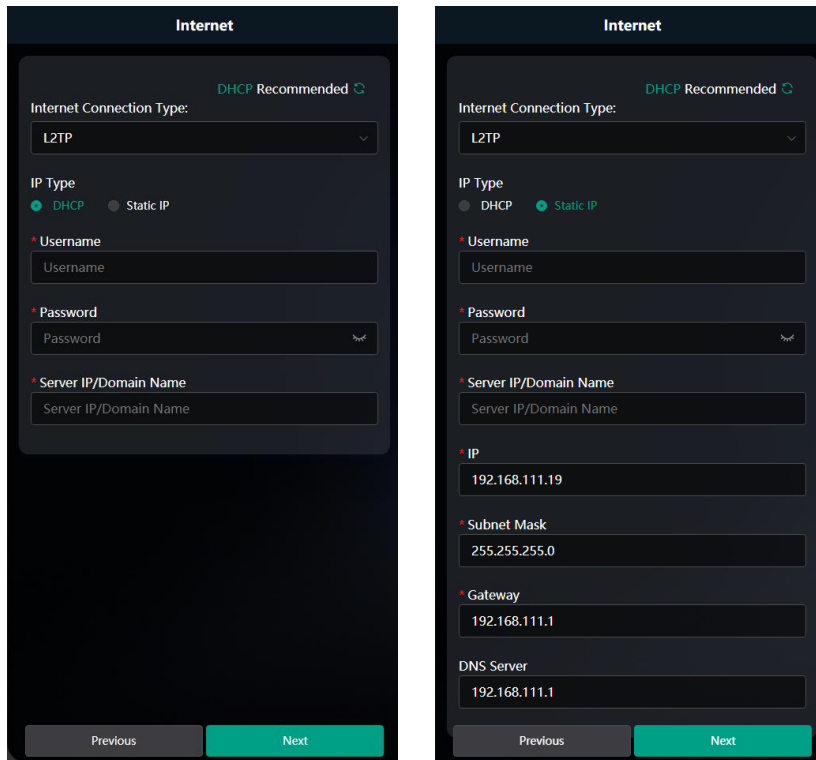 Internet
DHCP Recommended
Internet Connection Type:
L2TP
IP Type
DHCP Static IP
* Username
Username
* Password
Password
* Server IP/Domain Name
Server IP/Domain Name
Previous Next
Internet
DHCP Recommended
Internet Connection Type:
L2TP
IP Type
DHCP Static IP
* Username
Username
* Password
Password
* Server IP/Domain Name
Server IP/Domain Name
* IP
192.168.111.19
* Subnet Mask
255.255.255.0
* Gateway
192.168.111.1
DNS Server
192.168.111.1
Previous Next